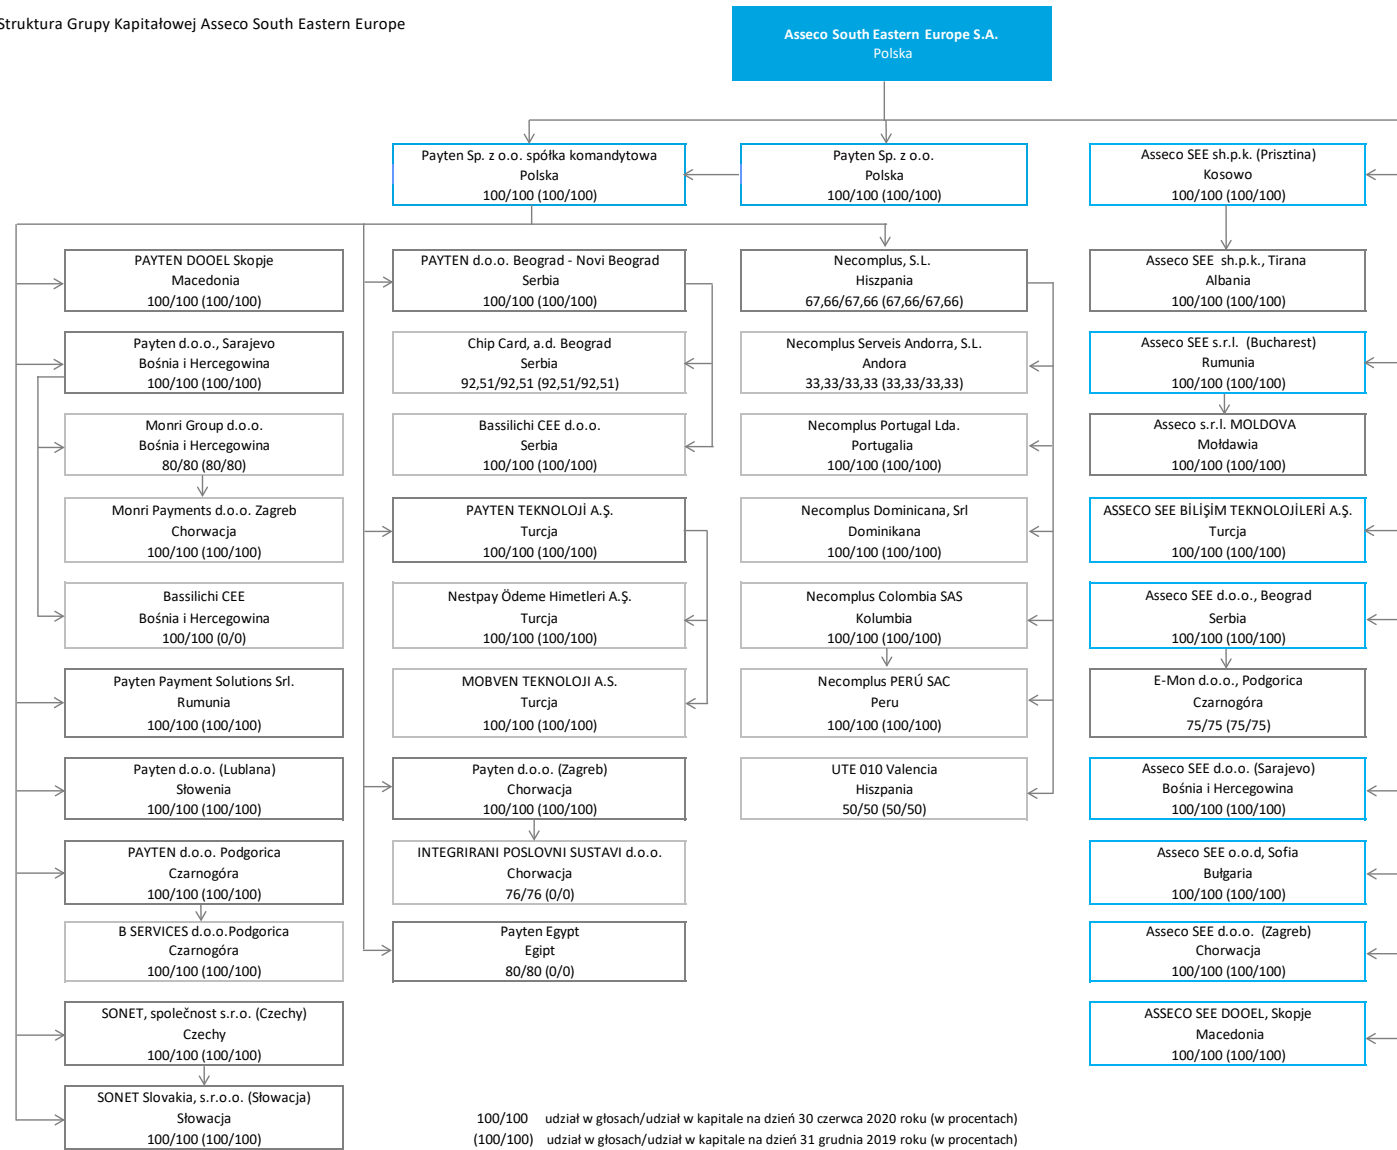 Struktura Grupy Kapitałowej Asseco South Eastern Europe
Asseco South Eastern Europe S.A.
Polska
Payten Sp. z o.o. spółka komandytowa
Polska
100/100 (100/100)
Payten Sp. z o.o.
Polska
100/100 (100/100)
Asseco SEE sh.p.k. (Prisztina)
Kosowo
100/100 (100/100)
PAYTEN DOOEL Skopje
Macedonia
100/100 (100/100)
Payten d.o.o., Sarajevo
Bośnia i Hercegowina
100/100 (100/100)
Monri Group d.o.o.
Bośnia i Hercegowina
80/80 (80/80)
Monri Payments d.o.o. Zagreb
Chorwacja
100/100 (100/100)
Bassilichi CEE
Bośnia i Hercegowina
100/100 (0/0)
Payten Payment Solutions Srl.
Rumunia
100/100 (100/100)
Payten d.o.o. (Lublana)
Słowenia
100/100 (100/100)
PAYTEN d.o.o. Podgorica
Czarnogóra
100/100 (100/100)
B SERVICES d.o.o.Podgorica
Czarnogóra
100/100 (100/100)
SONET, společnost s.r.o. (Czechy)
Czechy
100/100 (100/100)
SONET Slovakia, s.r.o.o. (Słowacja)
Słowacja
100/100 (100/100)
PAYTEN d.o.o. Beograd - Novi Beograd
Serbia
100/100 (100/100)
Chip Card, a.d. Beograd
Serbia
92,51/92,51 (92,51/92,51)
Bassilichi CEE d.o.o.
Serbia
100/100 (100/100)
PAYTEN TEKNOLOJİ A.Ş.
Turcja
100/100 (100/100)
Nestpay Ödeme Himetleri A.Ş.
Turcja
100/100 (100/100)
MOBVEN TEKNOLOJI A.S.
Turcja
100/100 (100/100)
Payten d.o.o. (Zagreb)
Chorwacja
100/100 (100/100)
INTEGRIRANI POSLOVNI SUSTAVI d.o.o.
Chorwacja
76/76 (0/0)
Payten Egypt
Egipt
80/80 (0/0)
Necomplus, S.L.
Hiszpania
67,66/67,66 (67,66/67,66)
Necomplus Serveis Andorra, S.L.
Andora
33,33/33,33 (33,33/33,33)
Necomplus Portugal Lda.
Portugalia
100/100 (100/100)
Necomplus Dominicana, Srl
Dominikana
100/100 (100/100)
Necomplus Colombia SAS
Kolumbia
100/100 (100/100)
Necomplus PERÚ SAC
Peru
100/100 (100/100)
UTE 010 Valencia
Hiszpania
50/50 (50/50)
Asseco SEE sh.p.k., Tirana
Albania
100/100 (100/100)
Asseco SEE s.r.l. (Bucharest)
Rumunia
100/100 (100/100)
Asseco s.r.l. MOLDOVA
Mołdawia
100/100 (100/100)
ASSECO SEE BİLİŞİM TEKNOLOJİLERİ A.Ş.
Turcja
100/100 (100/100)
Asseco SEE d.o.o., Beograd
Serbia
100/100 (100/100)
E-Mon d.o.o., Podgorica
Czarnogóra
75/75 (75/75)
Asseco SEE d.o.o. (Sarajevo)
Bośnia i Hercegowina
100/100 (100/100)
Asseco SEE o.o.d, Sofia
Bułgaria
100/100 (100/100)
Asseco SEE d.o.o. (Zagreb)
Chorwacja
100/100 (100/100)
ASSECO SEE DOOEL, Skopje
Macedonia
100/100 (100/100)
100/100 udział w głosach/udział w kapitale na dzień 30 czerwca 2020 roku (w procentach)
(100/100) udział w głosach/udział w kapitale na dzień 31 grudnia 2019 roku (w procentach)